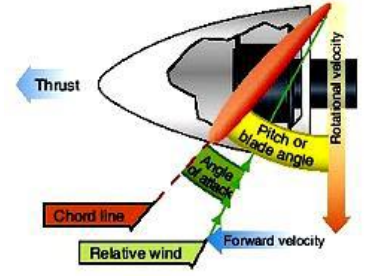 Thrust
Rotational velocity
Pitch or
blade angle
Angle
of attack
Chord line
Relative wind
Forward velocity